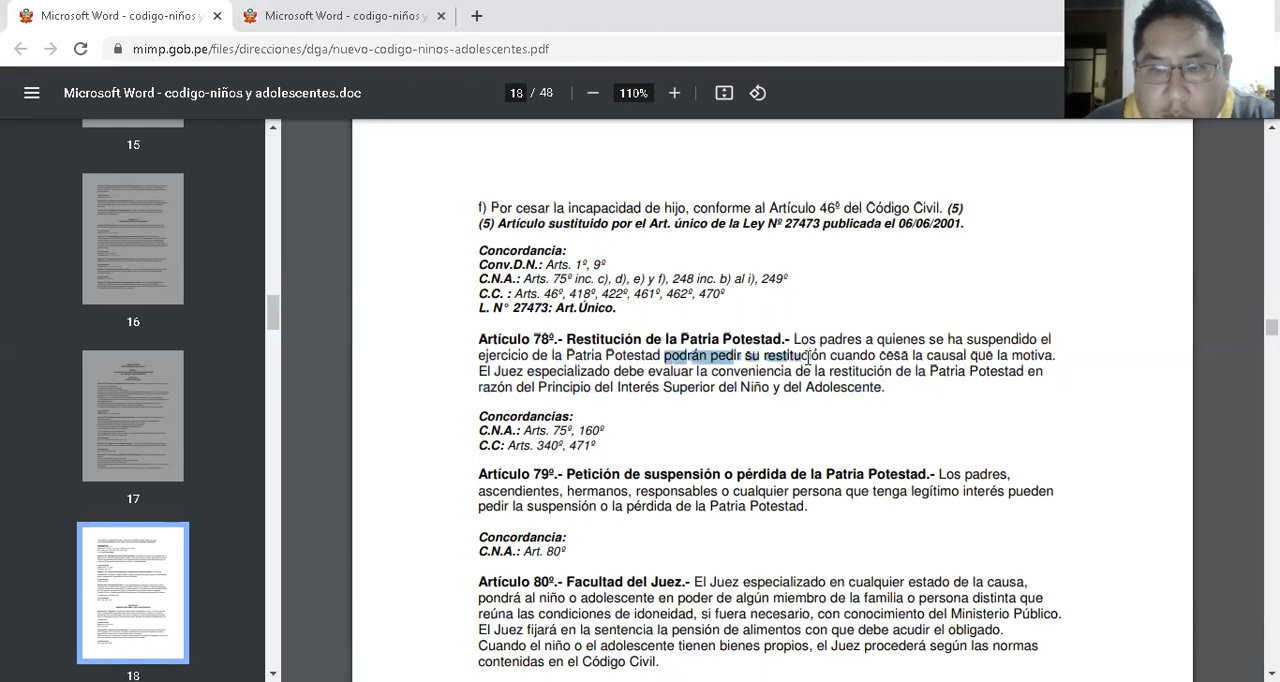 Microsoft Word - codigo-niños y
Microsoft Word - codigo-niños y
mimp.gob.pe/files/direcciones/dga/nuevo-codigo-ninos-adolescentes.pdf
Microsoft Word - codigo-niños y adolescentes.doc
18 / 48
110%
15
16
17
18
f) Por cesar la incapacidad de hijo, conforme al Artículo 46º del Código Civil. (5)
(5) Artículo sustituido por el Art. único de la Ley Nº 27473 publicada el 06/06/2001.
Concordancia:
Conv.D.N.: Arts. 1º, 9º
C.N.A.: Arts. 75º inc. c), d), e) y f), 248 inc. b) al i), 249º
C.C. : Arts. 46º, 418º, 422º, 461º, 462º, 470º
L. N° 27473: Art.Único.
Artículo 78º.- Restitución de la Patria Potestad.- Los padres a quienes se ha suspendido el
ejercicio de la Patria Potestad podrán pedir su restitución cuando cesa la causal que la motiva.
El Juez especializado debe evaluar la conveniencia de la restitución de la Patria Potestad en
razón del Principio del Interés Superior del Niño y del Adolescente.
Concordancias:
C.N.A.: Arts. 75º, 160º
C.C: Arts. 340º, 471º
Artículo 79º.- Petición de suspensión o pérdida de la Patria Potestad.- Los padres,
ascendientes, hermanos, responsables o cualquier persona que tenga legítimo interés pueden
pedir la suspensión o la pérdida de la Patria Potestad.
Concordancia:
C.N.A.: Art. 160º
Artículo 80º.- Facultad del Juez.- El Juez especializado, en cualquier estado de la causa,
pondrá al niño o adolescente en poder de algún miembro de la familia o persona distinta que
reúna las condiciones de idoneidad, si fuera necesario, con conocimiento del Ministerio Público.
El Juez fijará en la sentencia la pensión de alimentos con que debe acudir el obligado.
Cuando el niño o el adolescente tienen bienes propios, el Juez procederá según las normas
contenidas en el Código Civil.